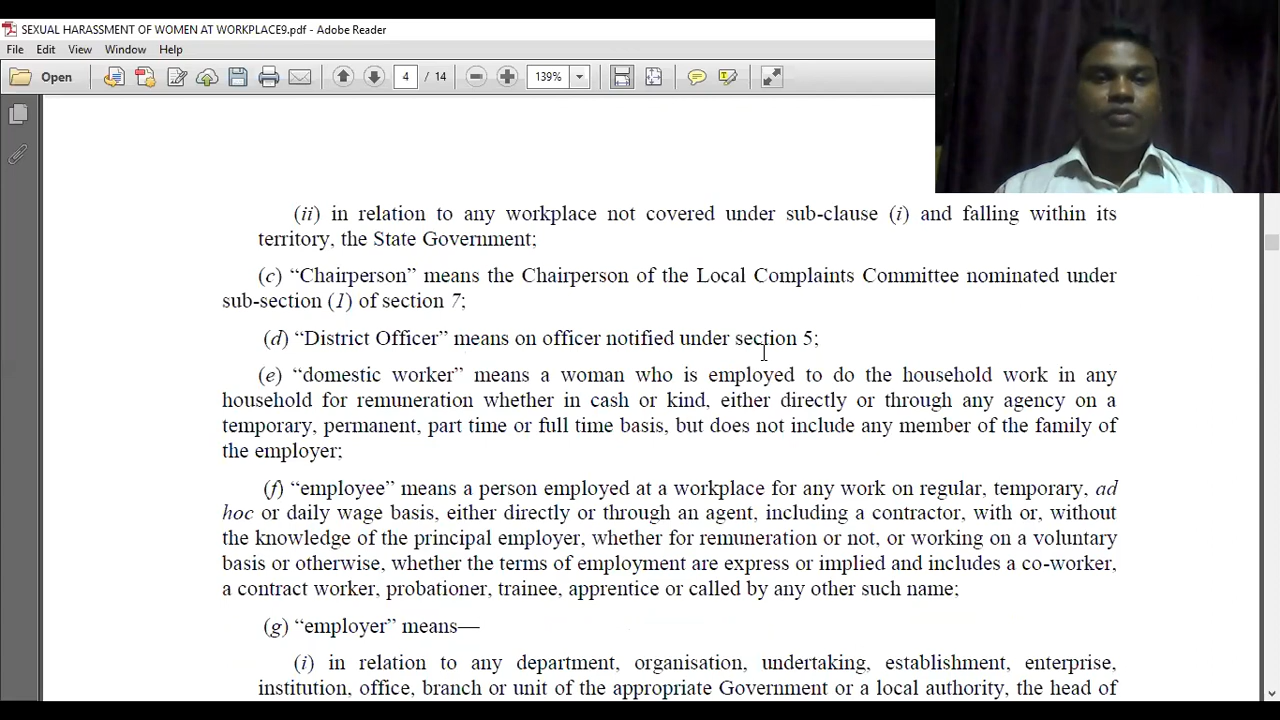 SEXUAL HARASSMENT OF WOMEN AT WORKPLACE9.pdf - Adobe Reader
File Edit View Window Help
Open 4 / 14 139%
(ii) in relation to any workplace not covered under sub-clause (i) and falling within its
territory, the State Government;
(c) “Chairperson” means the Chairperson of the Local Complaints Committee nominated under
sub-section (1) of section 7;
(d) “District Officer” means on officer notified under section 5;
(e) “domestic worker” means a woman who is employed to do the household work in any
household for remuneration whether in cash or kind, either directly or through any agency on a
temporary, permanent, part time or full time basis, but does not include any member of the family of
the employer;
(f) “employee” means a person employed at a workplace for any work on regular, temporary, ad
hoc or daily wage basis, either directly or through an agent, including a contractor, with or, without
the knowledge of the principal employer, whether for remuneration or not, or working on a voluntary
basis or otherwise, whether the terms of employment are express or implied and includes a co-worker,
a contract worker, probationer, trainee, apprentice or called by any other such name;
(g) “employer” means—
(i) in relation to any department, organisation, undertaking, establishment, enterprise,
institution, office, branch or unit of the appropriate Government or a local authority, the head of